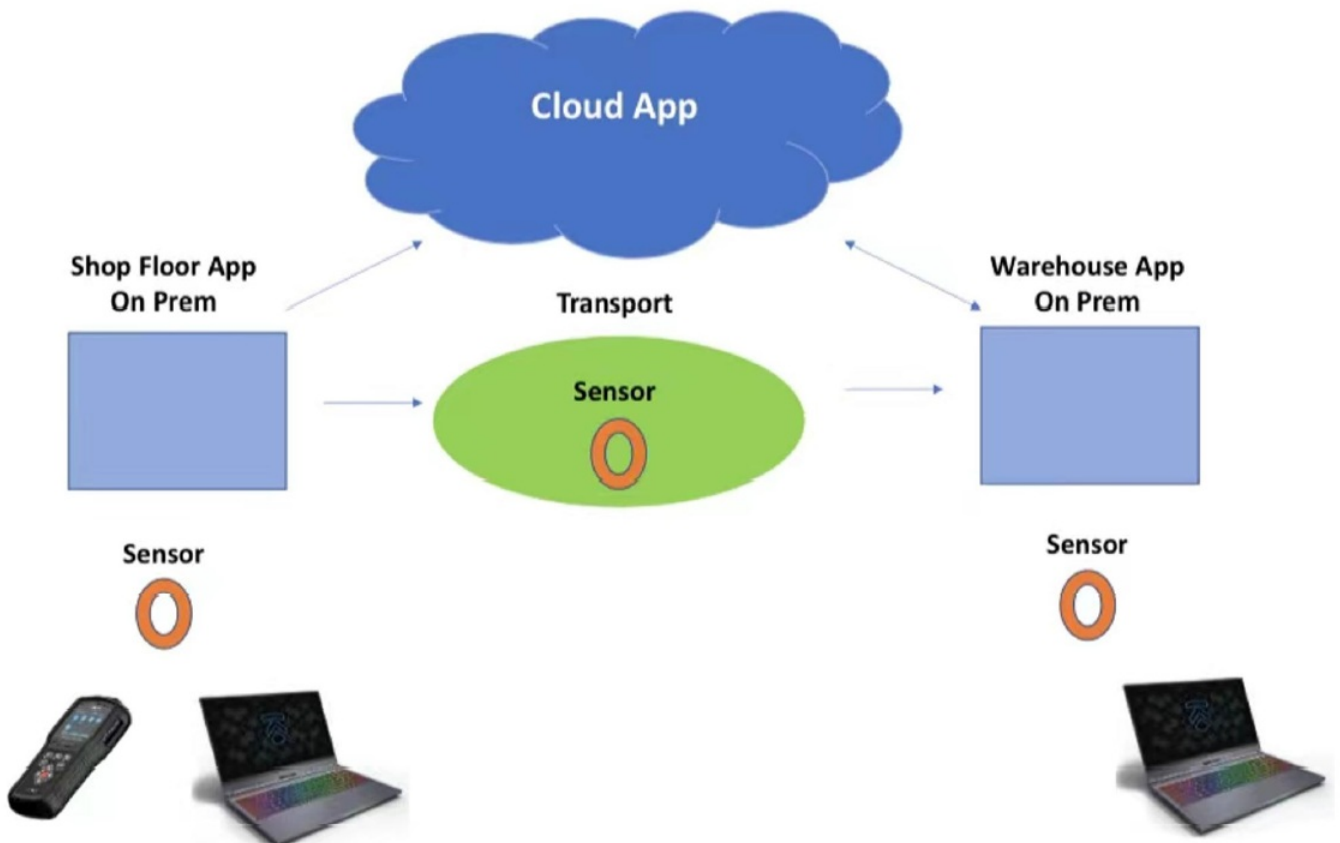 Cloud App
Shop Floor App
On Prem
Transport
Warehouse App
On Prem
Sensor
Sensor
Sensor